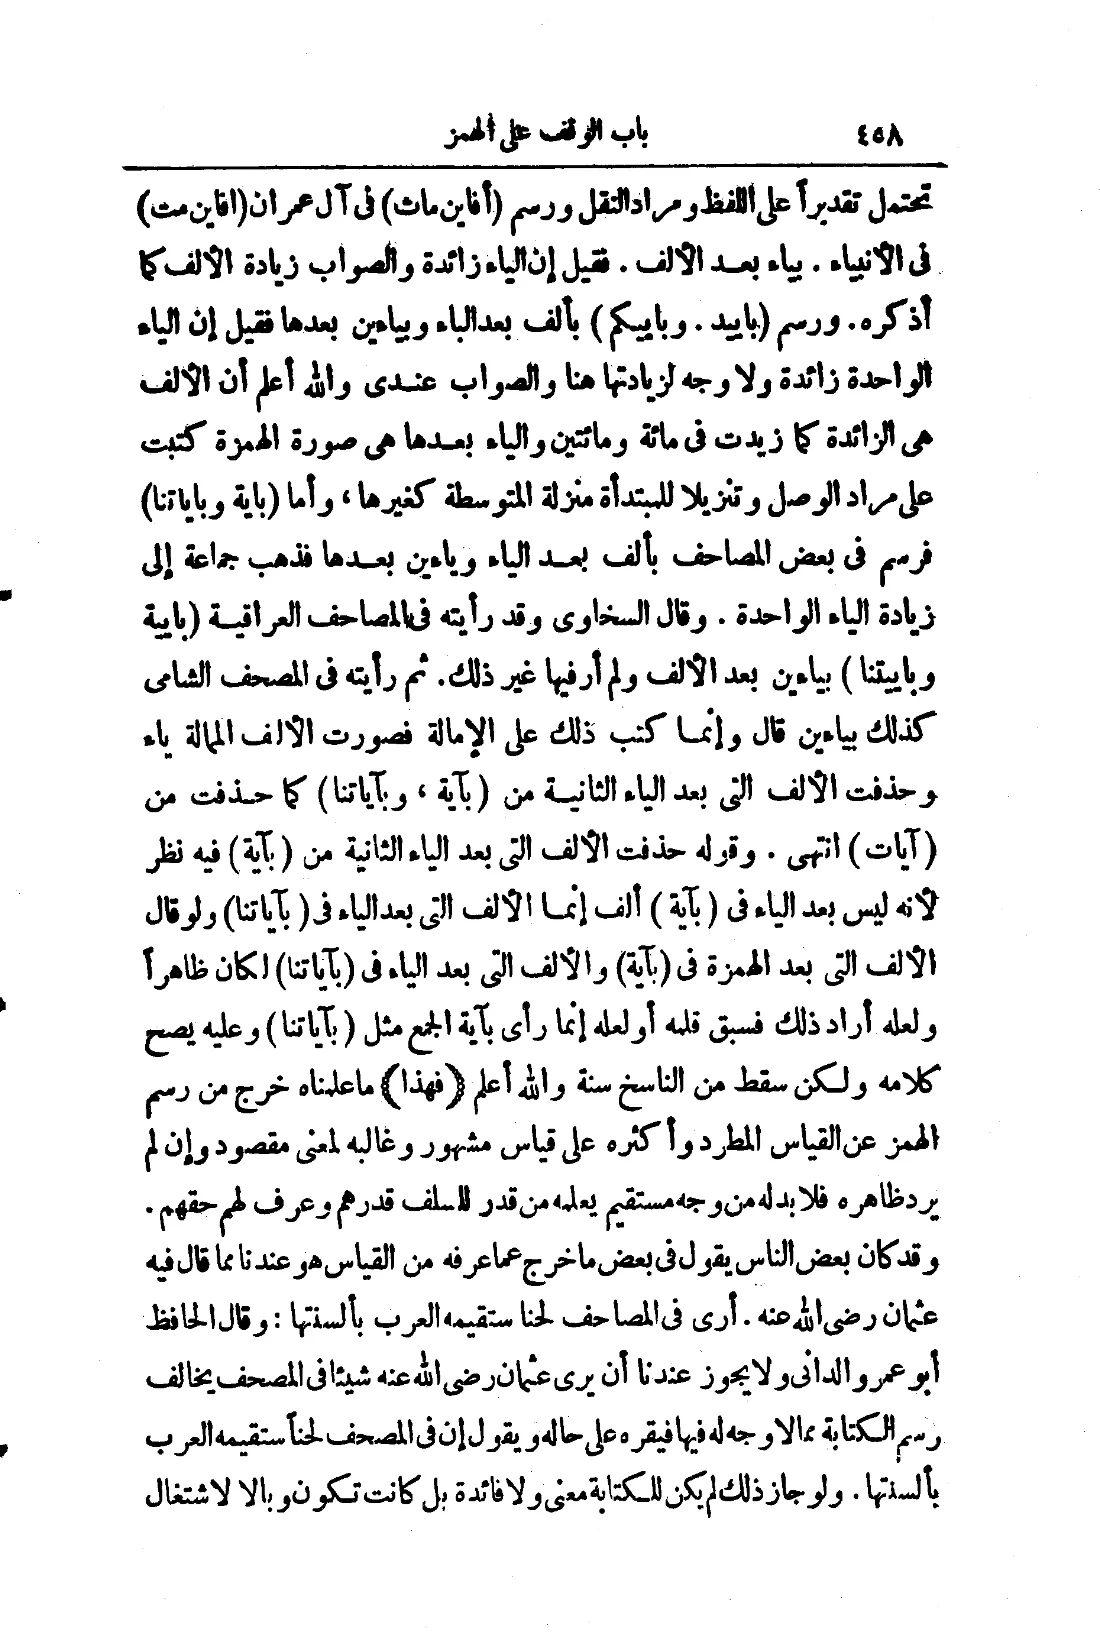 ٤٥٨ باب الوقف على الهمز
تحتمل تقديراً على اللفظ ومراد النقل ورسم (أفاين مات) فى آل عمران (افاين مت)
فى الأنبياء . بياء بعد الألف . فقيل إن الياء زائدة والصواب زيادة الألف كما
أذكره . ورسم (باييد . وباييكم) بألف بعد الباء وبياءين بعدها فقيل إن الياء
الواحدة زائدة ولا وجه لزيادتها هنا والصواب عندى والله أعلم أن الألف
هى الزائدة كما زيدت فى مائة ومائتين والياء بعدها هى صورة الهمزة كتبت
على مراد الوصل وتنزيلا للمبتدأة منزلة المتوسطة كغيرها ، وأما (باية وباياتنا)
فرسم فى بعض المصاحف بألف بعد الباء وياءين بعدها فذهب جماعة إلى
زيادة الياء الواحدة . وقال السخاوى وقد رأيته فى المصاحف العراقية (بايية
وباييتنا) بياءين بعد الألف ولم أر فيها غير ذلك . ثم رأيته فى المصحف الشامى
كذلك بياءين قال وإنما كتب ذلك على الإمالة فصورت الألف الممالة ياء
وحذفت الألف التى بعد الياء الثانية من (بآية ، وبآياتنا) كما حذفت من
(آيات) انتهى . وقوله حذفت الألف التى بعد الياء الثانية من (بآية) فيه نظر
لأنه ليس بعد الياء فى (بآية) ألف إنما الألف التى بعد الياء فى (بآياتنا) ولو قال
الألف التى بعد الهمزة فى (بآية) والألف التى بعد الياء فى (بآياتنا) لكان ظاهراً
ولعله أراد ذلك فسبق قلمه أو لعله إنما رأى بآية الجمع مثل (بآياتنا) وعليه يصح
كلامه ولكن سقط من الناسخ سنة والله أعلم (فهذا) ما علمناه خرج من رسم
الهمز عن القياس المطرد وأكثره على قياس مشهور وغالبه لمعنى مقصود وإن لم
يرد ظاهره فلا بد له من وجه مستقيم يعلمه من قدر للسلف قدرهم وعرف لهم حقهم .
وقد كان بعض الناس يقول فى بعض ما خرج عما عرفه من القياس هو عندنا مما قال فيه
عثمان رضى الله عنه . أرى فى المصاحف لحنا ستقيمه العرب بألسنتها : وقال الحافظ
أبو عمرو الدانى ولا يجوز عندنا أن يرى عثمان رضى الله عنه شيئا فى المصحف يخالف
رسم الكتابة مما لا وجه له فيها فيقره على حاله ويقول إن فى المصحف لحناً ستقيمه العرب
بألسنتها . ولو جاز ذلك لم يكن للكتابة معنى ولا فائدة بل كانت تكون وبالا لاشتغال